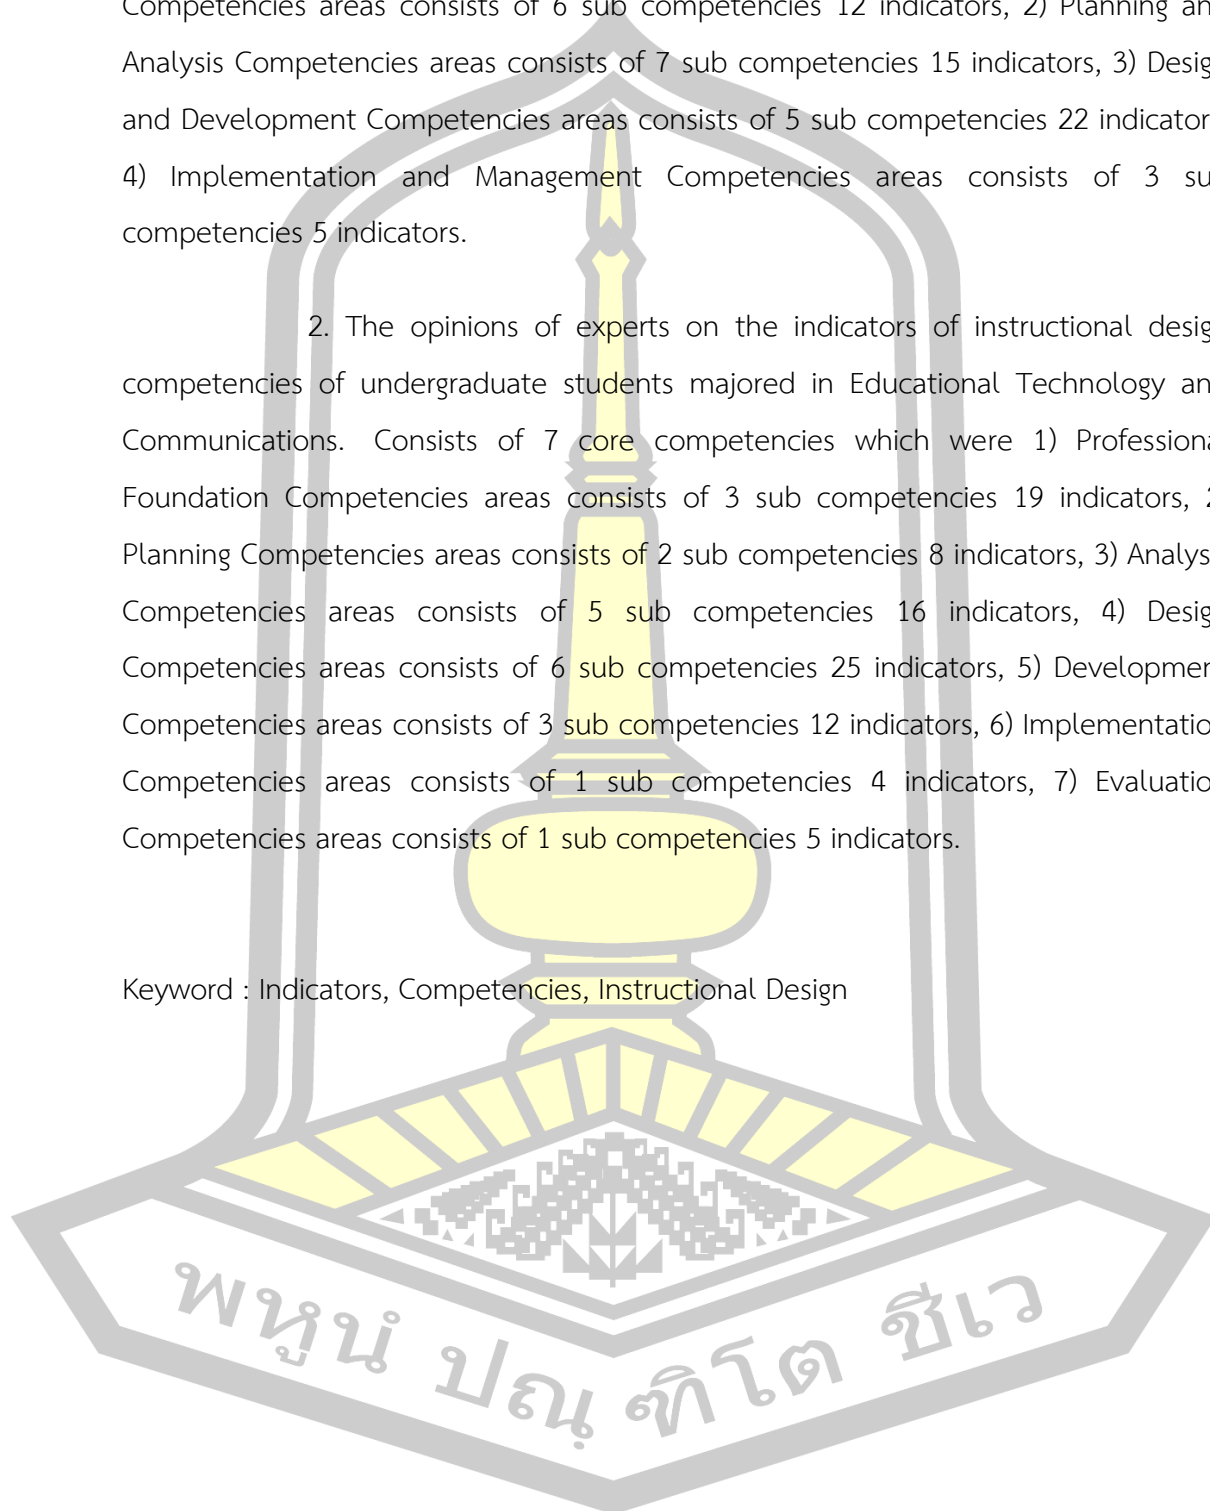 Competencies areas consists of 6 sub competencies 12 indicators, 2) Planning an
Analysis Competencies areas consists of 7 sub competencies 15 indicators, 3) Desig
and Development Competencies areas consists of 5 sub competencies 22 indicator
4) Implementation and Management Competencies areas consists of 3 su
competencies 5 indicators.
2. The opinions of experts on the indicators of instructional desig
competencies of undergraduate students majored in Educational Technology an
Communications. Consists of 7 core competencies which were 1) Professiona
Foundation Competencies areas consists of 3 sub competencies 19 indicators, 2
Planning Competencies areas consists of 2 sub competencies 8 indicators, 3) Analys
Competencies areas consists of 5 sub competencies 16 indicators, 4) Desig
Competencies areas consists of 6 sub competencies 25 indicators, 5) Developmen
Competencies areas consists of 3 sub competencies 12 indicators, 6) Implementatio
Competencies areas consists of 1 sub competencies 4 indicators, 7) Evaluatio
Competencies areas consists of 1 sub competencies 5 indicators.
Keyword : Indicators, Competencies, Instructional Design
พหูนํ ปณฺ ฑิโต ชีเว